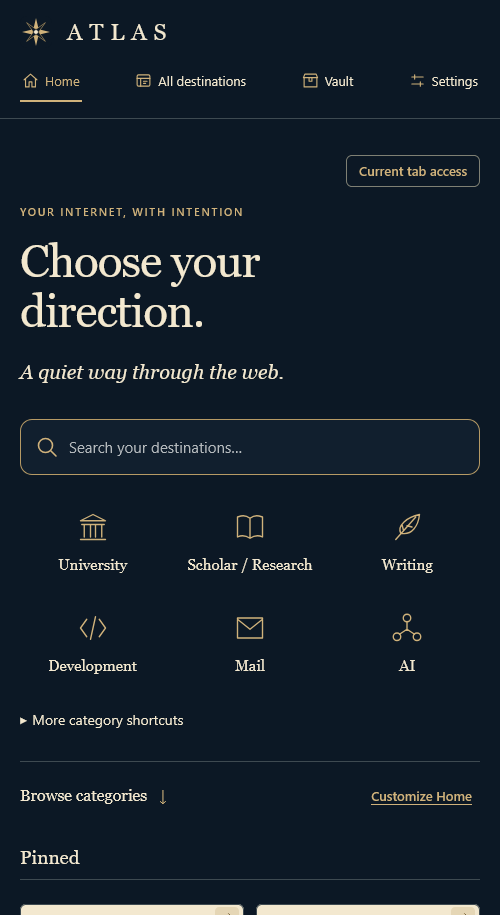 ATLAS
Home
All destinations
Vault
Settings
Current tab access
YOUR INTERNET, WITH INTENTION
Choose your
direction.
A quiet way through the web.
Search your destinations...
University
Scholar / Research
Writing
Development
Mail
AI
More category shortcuts
Browse categories
Customize Home
Pinned